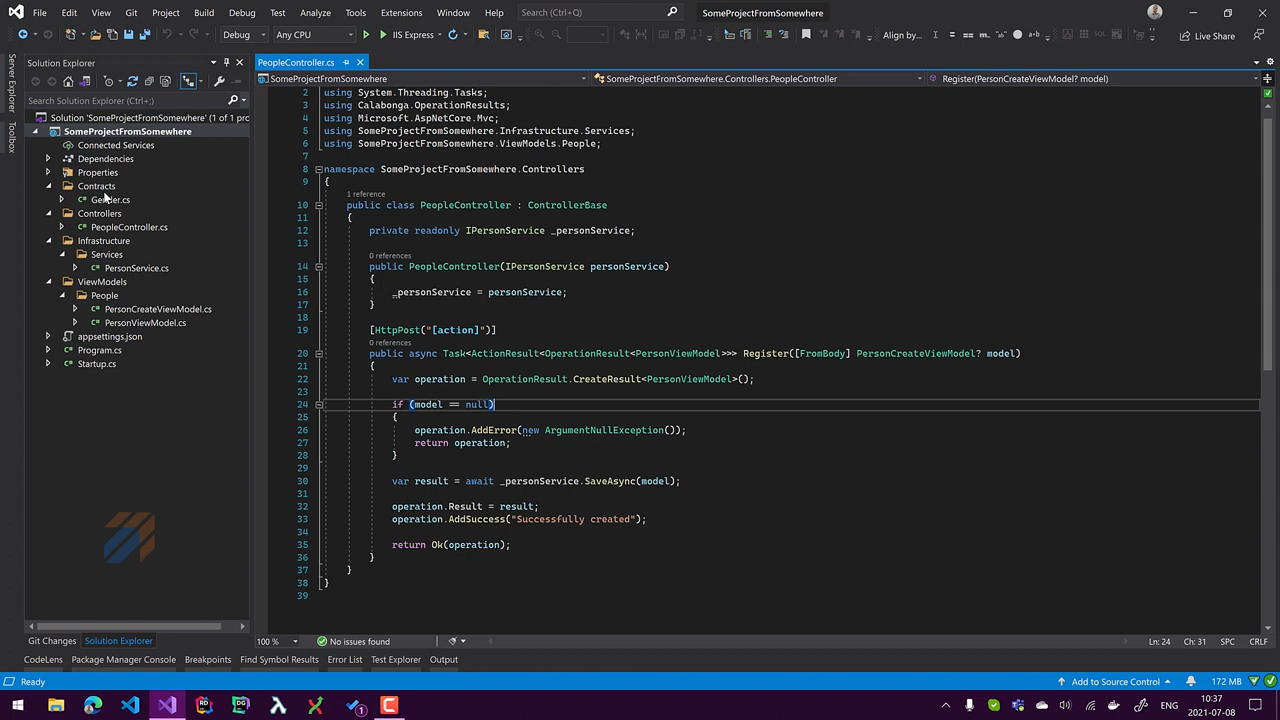 File Edit View Git Project Build Debug Test Analyze Tools Extensions Window Help Search (Ctrl+Q) SomeProjectFromSomewhere
Debug Any CPU IIS Express Align by... Live Share
Server Explorer
Toolbox
Solution Explorer
Search Solution Explorer (Ctrl+;)
Solution 'SomeProjectFromSomewhere' (1 of 1 pro
SomeProjectFromSomewhere
Connected Services
Dependencies
Properties
Contracts
C# Gender.cs
Controllers
C# PeopleController.cs
Infrastructure
Services
C# PersonService.cs
ViewModels
People
C# PersonCreateViewModel.cs
C# PersonViewModel.cs
appsettings.json
C# Program.cs
C# Startup.cs
Git Changes Solution Explorer
PeopleController.cs
SomeProjectFromSomewhere SomeProjectFromSomewhere.Controllers.PeopleController Register(PersonCreateViewModel? model)
2 using System.Threading.Tasks;
3 using Calabonga.OperationResults;
4 using Microsoft.AspNetCore.Mvc;
5 using SomeProjectFromSomewhere.Infrastructure.Services;
6 using SomeProjectFromSomewhere.ViewModels.People;
7
8 namespace SomeProjectFromSomewhere.Controllers
9 {
1 reference
10 public class PeopleController : ControllerBase
11 {
12 private readonly IPersonService _personService;
13
0 references
14 public PeopleController(IPersonService personService)
15 {
16 _personService = personService;
17 }
18
19 [HttpPost("[action]")]
0 references
20 public async Task<ActionResult<OperationResult<PersonViewModel>>> Register([FromBody] PersonCreateViewModel? model)
21 {
22 var operation = OperationResult.CreateResult<PersonViewModel>();
23
24 if (model == null)
25 {
26 operation.AddError(new ArgumentNullException());
27 return operation;
28 }
29
30 var result = await _personService.SaveAsync(model);
31
32 operation.Result = result;
33 operation.AddSuccess("Successfully created");
34
35 return Ok(operation);
36 }
37 }
38 }
39
100 % No issues found Ln: 24 Ch: 31 SPC CRLF
CodeLens Package Manager Console Breakpoints Find Symbol Results Error List Test Explorer Output
Ready Add to Source Control 172 MB
ENG 10:37
2021-07-08